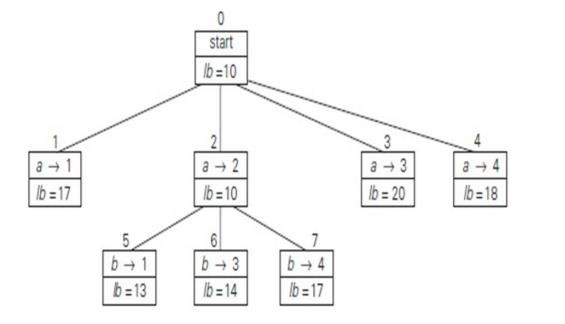 0
start
lb=10
1
2
3
4
a → 1
a → 2
a → 3
a → 4
lb=17
lb=10
lb=20
lb=18
5
6
7
b → 1
b → 3
b → 4
lb=13
lb=14
lb=17